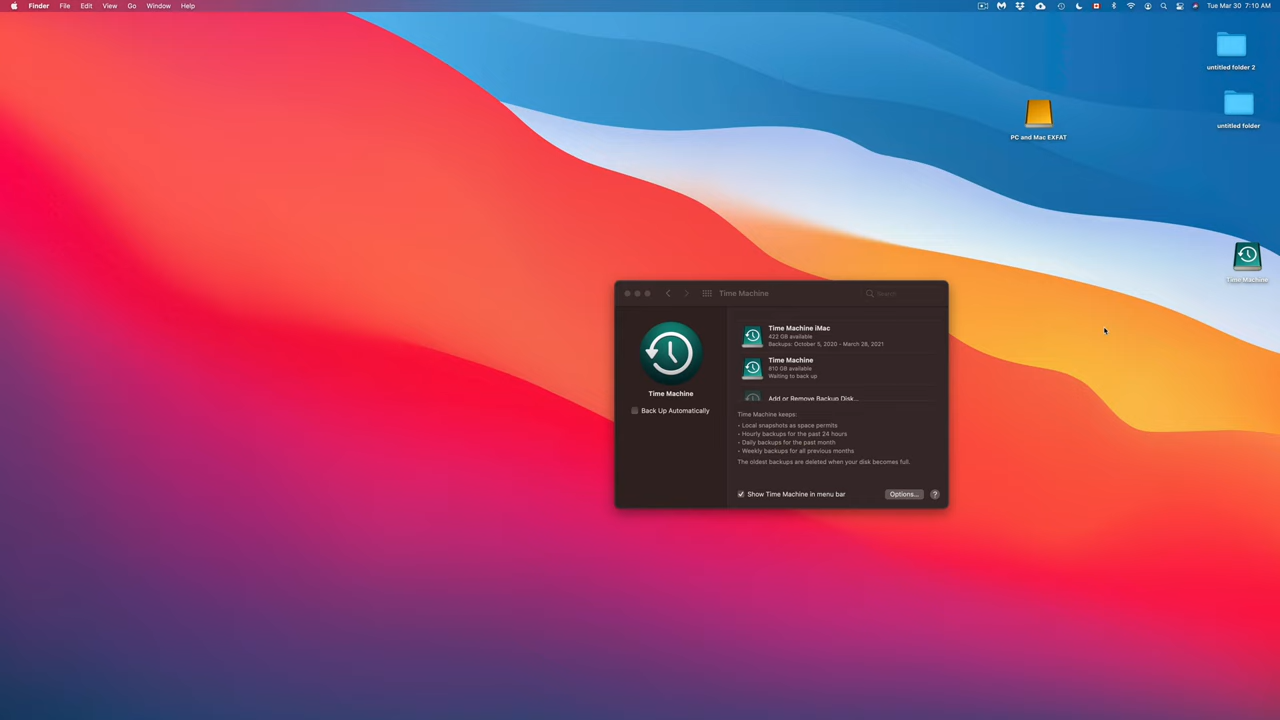 Finder File Edit View Go Window Help
Tue Mar 30 7:10 AM
untitled folder 2
untitled folder
PC and Mac EXFAT
Time Machine
Time Machine
Search
Time Machine
Back Up Automatically
Time Machine iMac
422 GB available
Backups: October 5, 2020 - March 28, 2021
Time Machine
810 GB available
Waiting to back up
Add or Remove Backup Disk...
Time Machine keeps:
• Local snapshots as space permits
• Hourly backups for the past 24 hours
• Daily backups for the past month
• Weekly backups for all previous months
The oldest backups are deleted when your disk becomes full.
Show Time Machine in menu bar
Options...
?